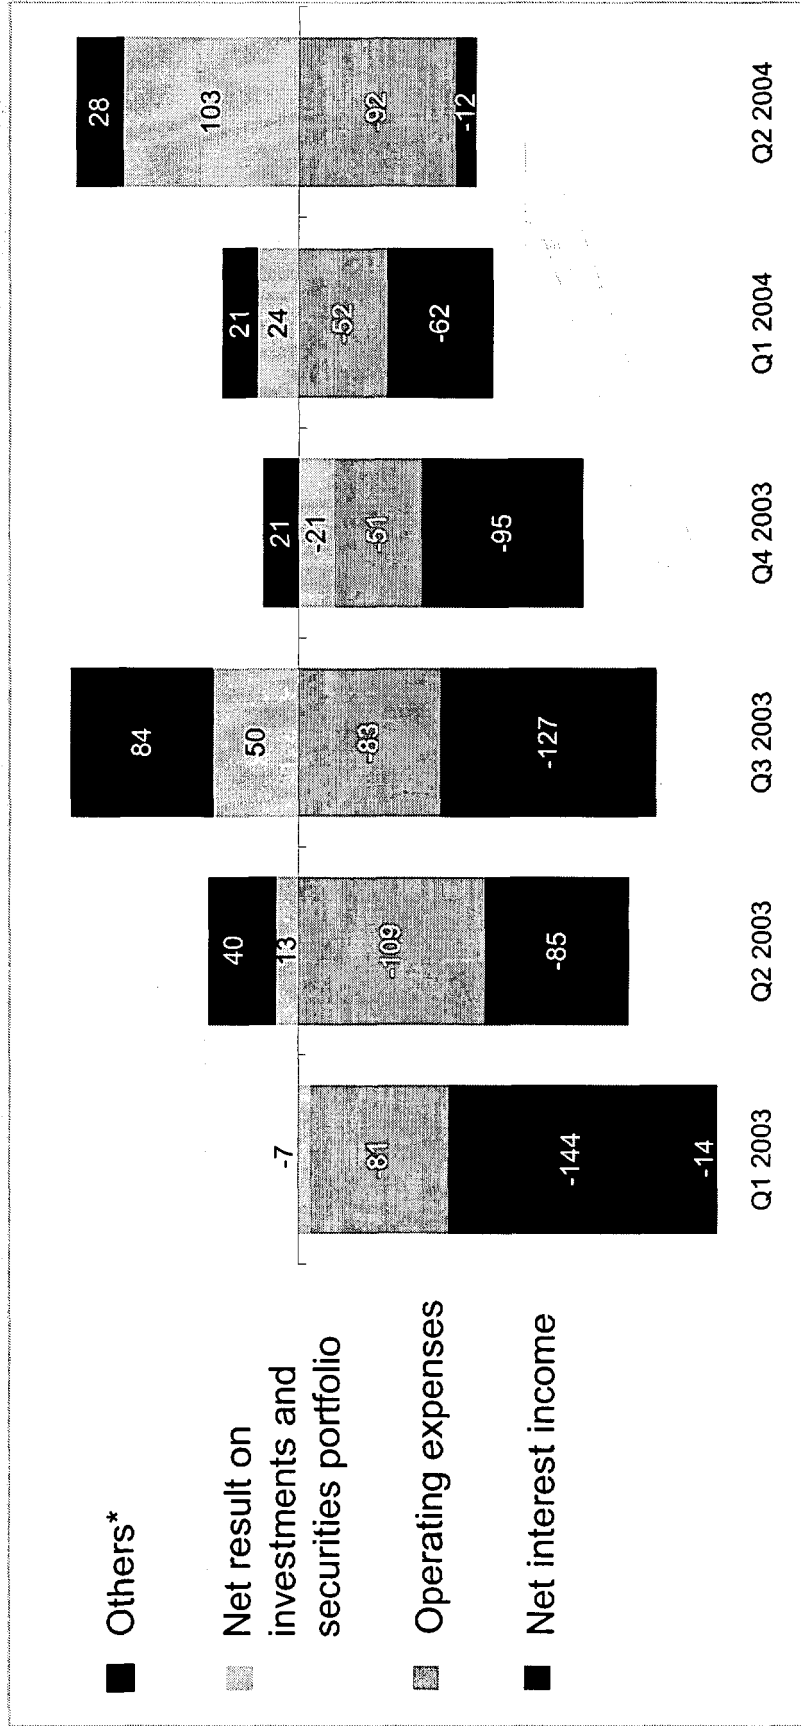 Others*
Net result on
investments and
securities portfolio
Operating expenses
Net interest income
-7
-81
-144
-14
Q1 2003
40
13
-109
-85
Q2 2003
84
50
-83
-127
Q3 2003
21
-21
-51
-95
Q4 2003
21
24
-52
-62
Q1 2004
28
103
-92
-12
Q2 2004